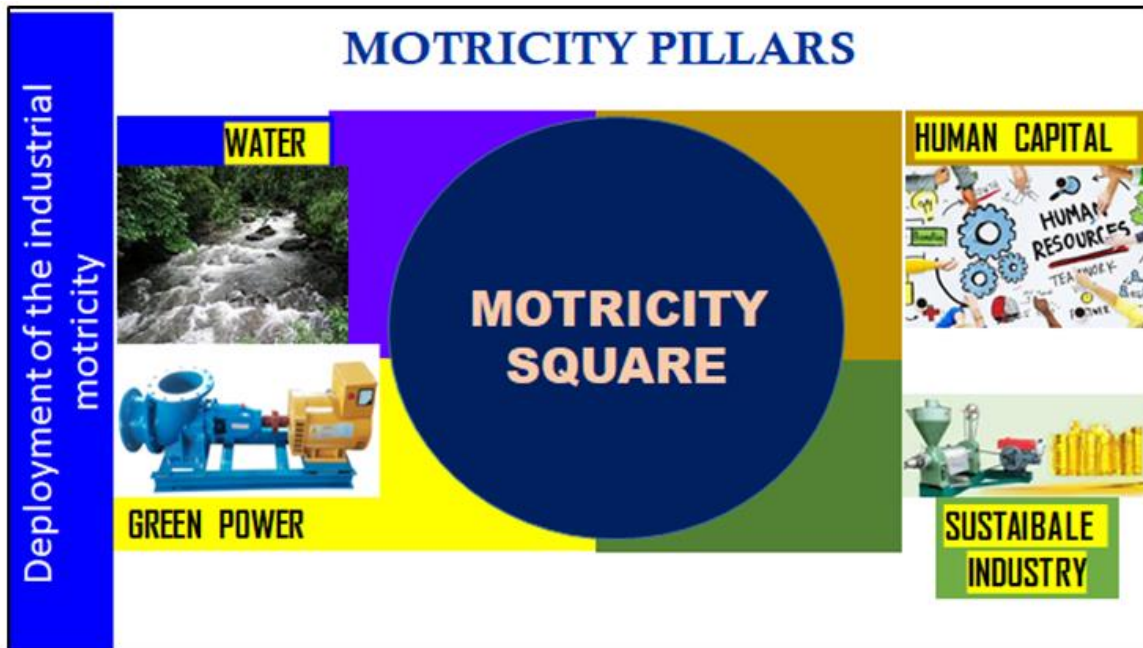 Deployment of the industrial
motricity
MOTRICITY PILLARS
WATER
HUMAN CAPITAL
HUMAN
RESOURCES
TEAMWORK
MOTRICITY
SQUARE
GREEN POWER
SUSTAIBALE
INDUSTRY